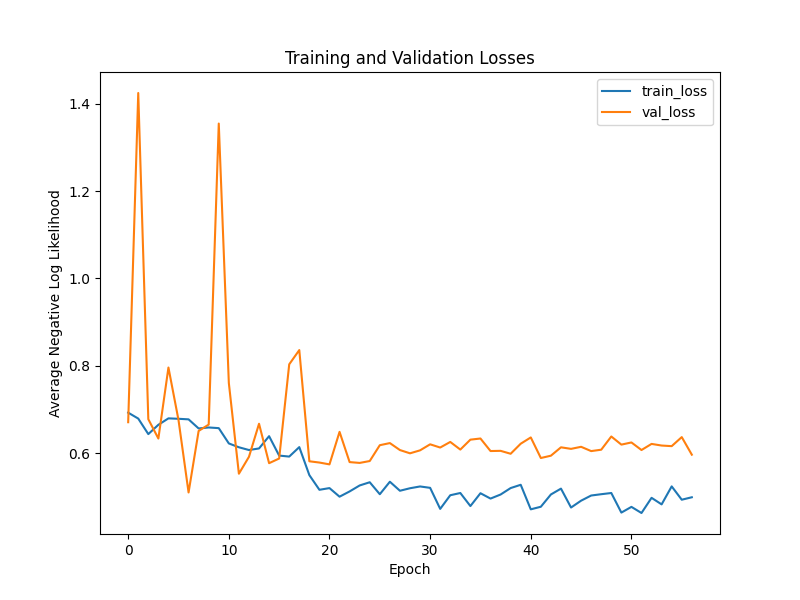 Training and Validation Losses
train_loss
val_loss
Average Negative Log Likelihood
1.4
1.2
1.0
0.8
0.6
0
10
20
30
40
50
Epoch